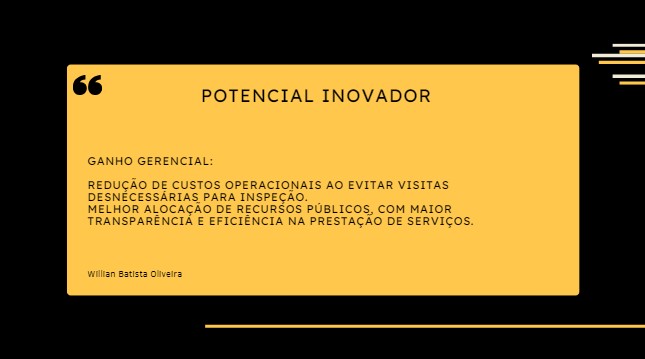 ❝
POTENCIAL INOVADOR
GANHO GERENCIAL:
REDUÇÃO DE CUSTOS OPERACIONAIS AO EVITAR VISITAS
DESNECESSÁRIAS PARA INSPEÇÃO.
MELHOR ALOCAÇÃO DE RECURSOS PÚBLICOS, COM MAIOR
TRANSPARÊNCIA E EFICIÊNCIA NA PRESTAÇÃO DE SERVIÇOS.
Willian Batista Oliveira